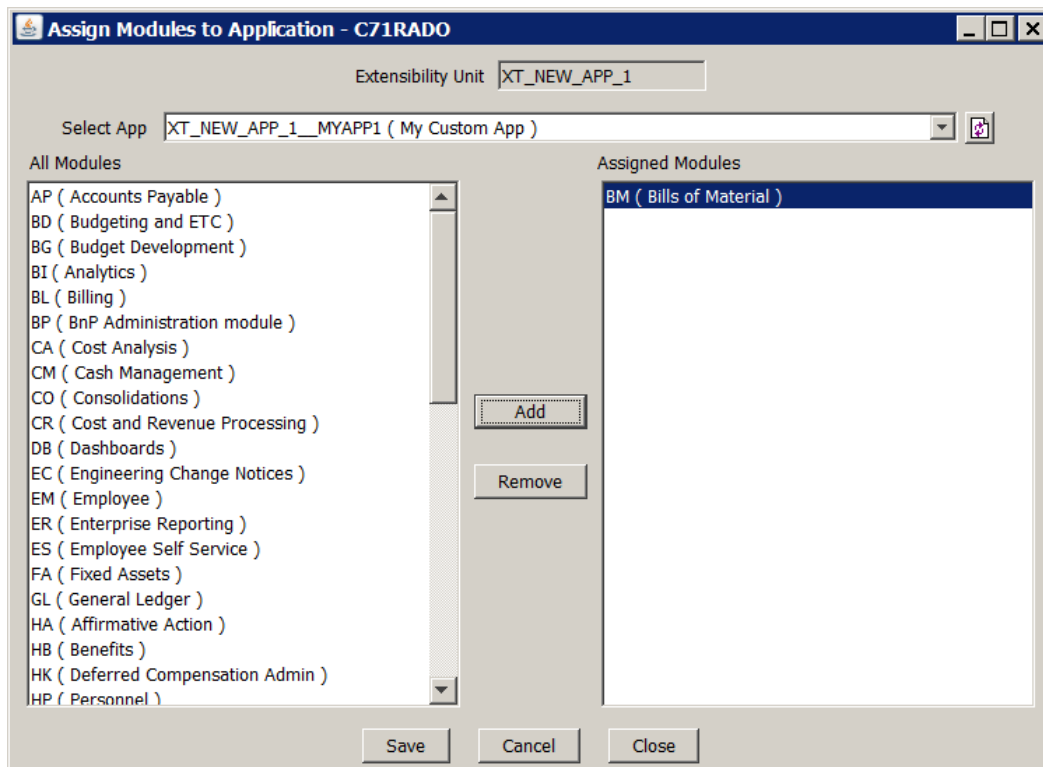 Assign Modules to Application - C71RADO
Extensibility Unit XT_NEW_APP_1
Select App XT_NEW_APP_1__MYAPP1 ( My Custom App )
All Modules
AP ( Accounts Payable )
BD ( Budgeting and ETC )
BG ( Budget Development )
BI ( Analytics )
BL ( Billing )
BP ( BnP Administration module )
CA ( Cost Analysis )
CM ( Cash Management )
CO ( Consolidations )
CR ( Cost and Revenue Processing )
DB ( Dashboards )
EC ( Engineering Change Notices )
EM ( Employee )
ER ( Enterprise Reporting )
ES ( Employee Self Service )
FA ( Fixed Assets )
GL ( General Ledger )
HA ( Affirmative Action )
HB ( Benefits )
HK ( Deferred Compensation Admin )
HP ( Personnel )
Add
Remove
Assigned Modules
BM ( Bills of Material )
Save Cancel Close